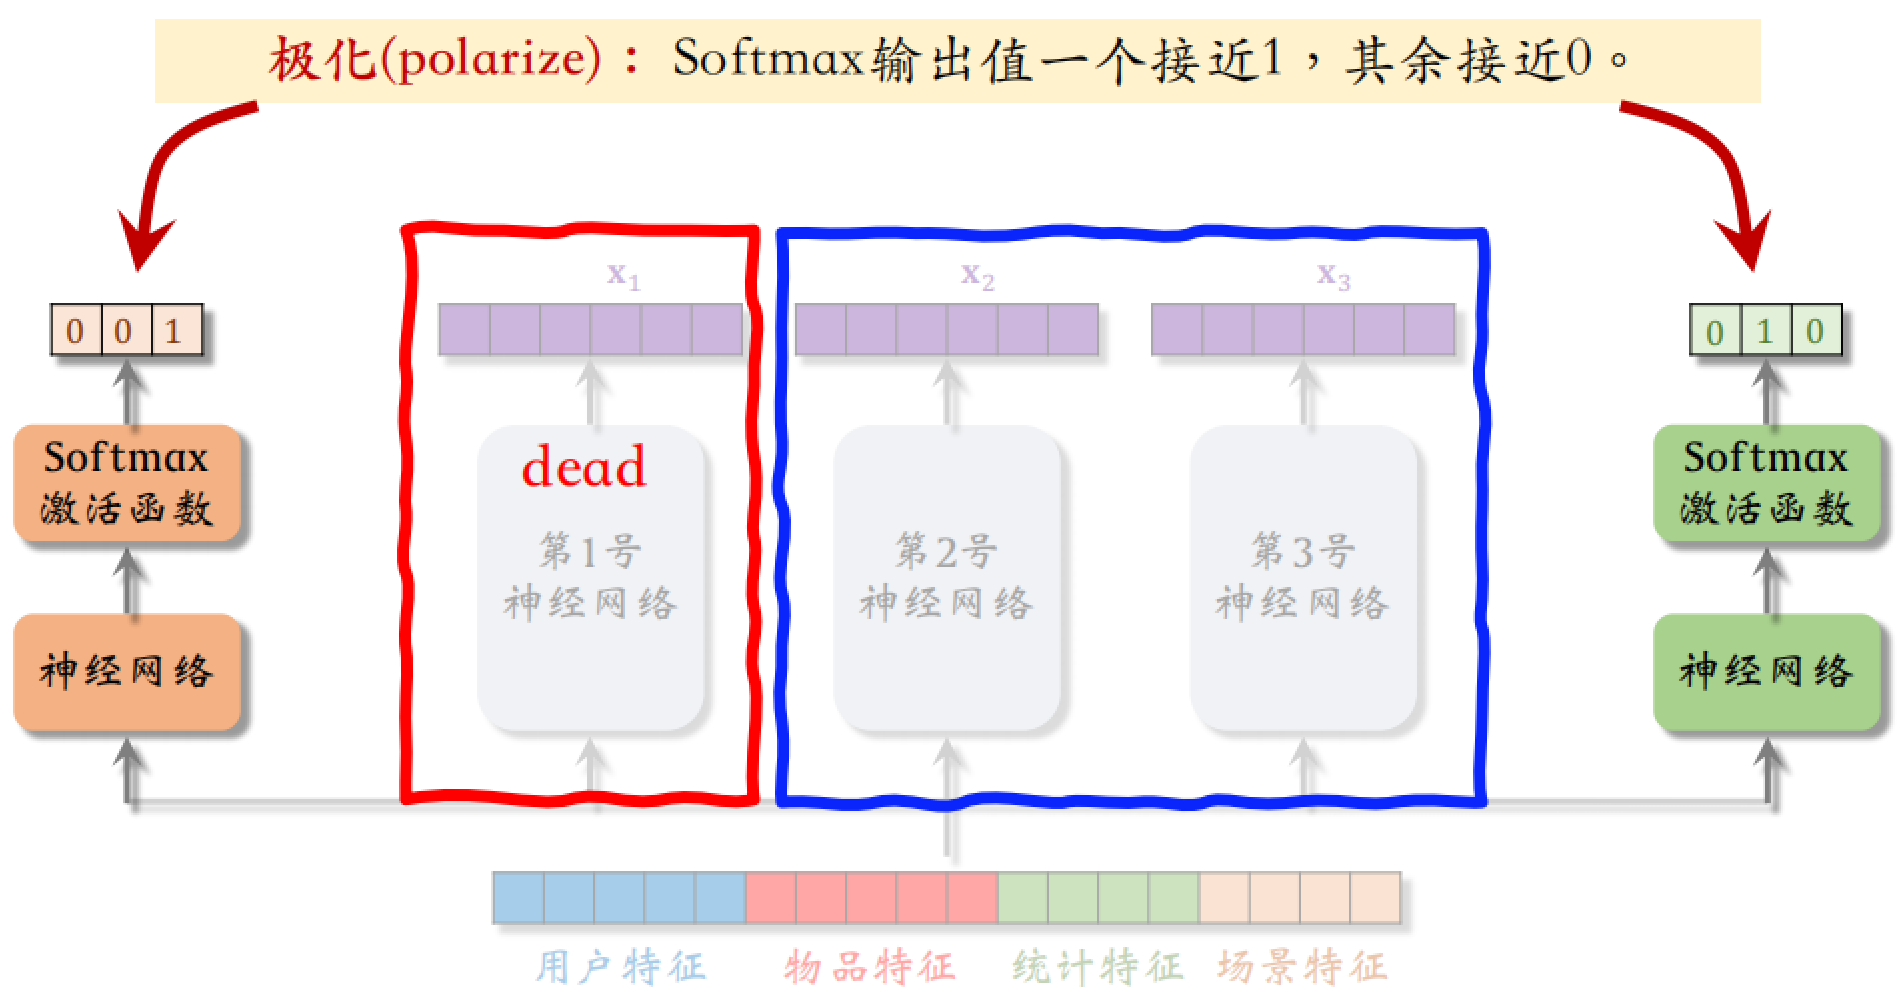 极化(polarize)：Softmax输出值一个接近1，其余接近0。
x₁
x₂
x₃
0 0 1
0 1 0
Softmax
激活函数
dead
第1号
神经网络
第2号
神经网络
第3号
神经网络
Softmax
激活函数
神经网络
神经网络
用户特征
物品特征
统计特征
场景特征